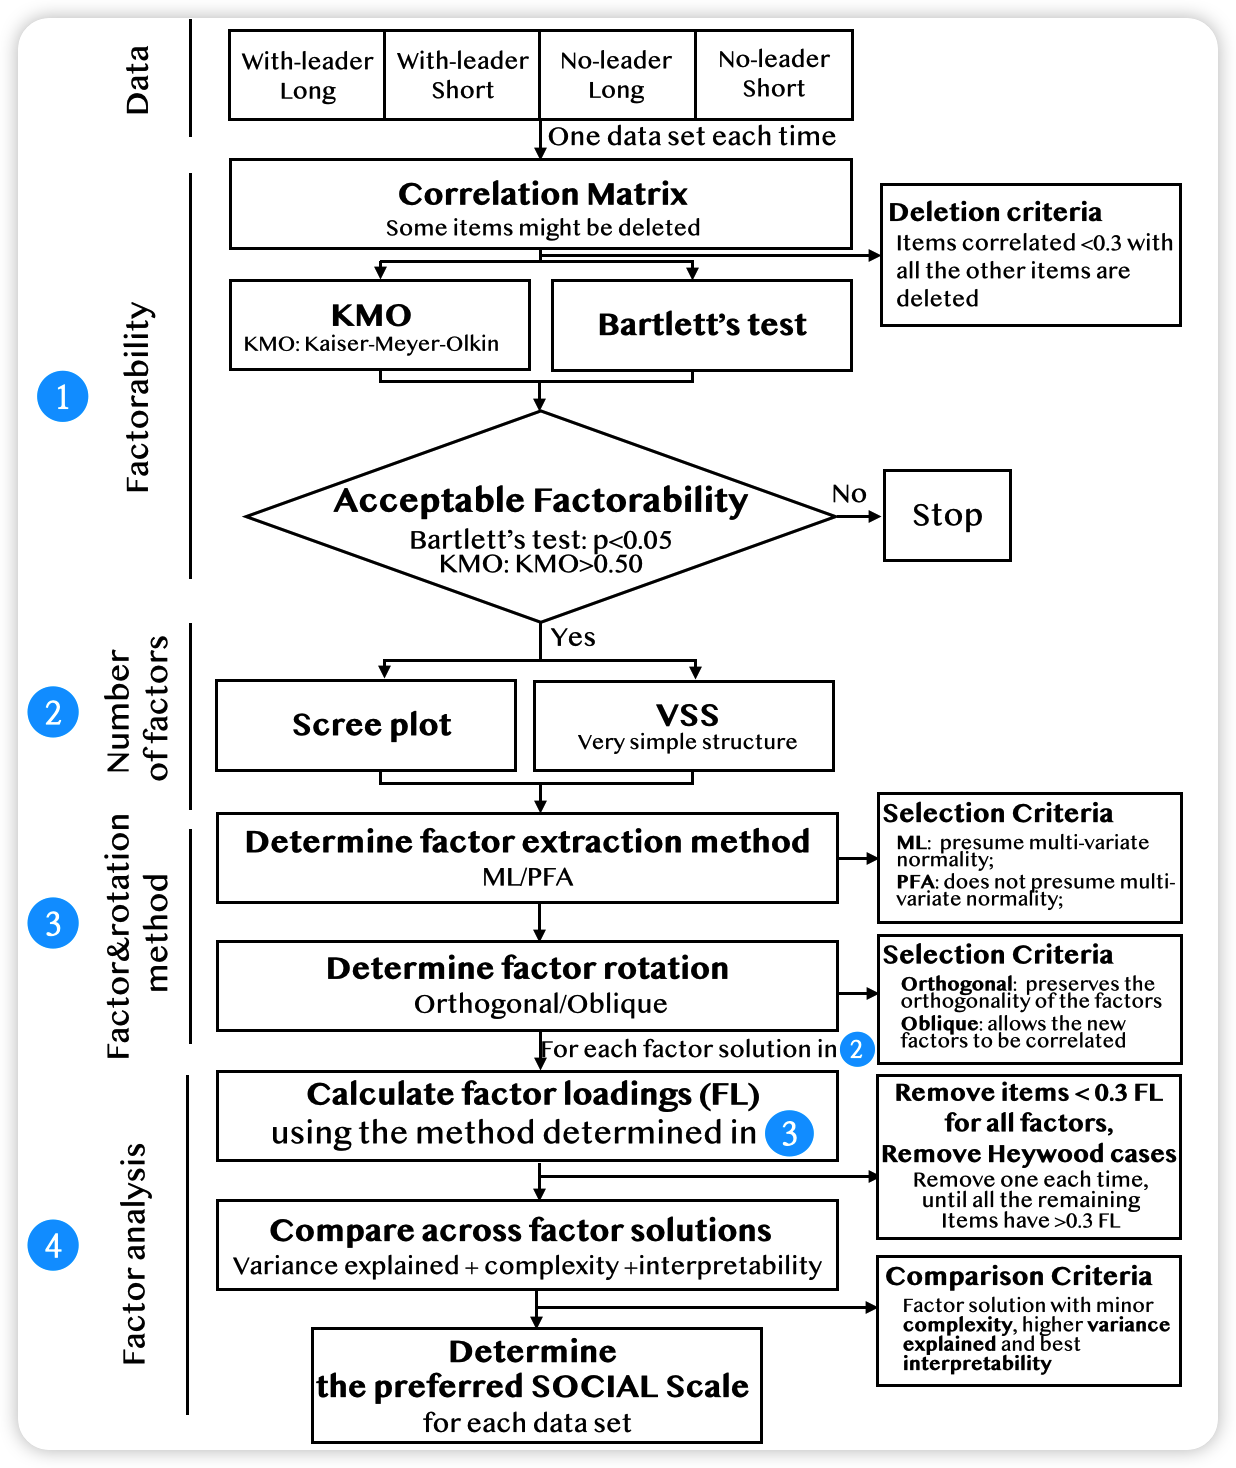 Data
With-leader
Long
With-leader
Short
No-leader
Long
No-leader
Short
One data set each time
1
Factorability
Correlation Matrix
Some items might be deleted
Deletion criteria
Items correlated <0.3 with
all the other items are
deleted
KMO
KMO: Kaiser-Meyer-Olkin
Bartlett's test
Acceptable Factorability
Bartlett's test: p<0.05
KMO: KMO>0.50
No
Stop
Yes
2
Number
of factors
Scree plot
VSS
Very simple structure
3
Factor&rotation
method
Determine factor extraction method
ML/PFA
Selection Criteria
ML: presume multi-variate
normality;
PFA: does not presume multi-
variate normality;
Determine factor rotation
Orthogonal/Oblique
Selection Criteria
Orthogonal: preserves the
orthogonality of the factors
Oblique: allows the new
factors to be correlated
For each factor solution in 2
4
Factor analysis
Calculate factor loadings (FL)
using the method determined in 3
Remove items < 0.3 FL
for all factors,
Remove Heywood cases
Remove one each time,
until all the remaining
Items have >0.3 FL
Compare across factor solutions
Variance explained + complexity +interpretability
Comparison Criteria
Factor solution with minor
complexity, higher variance
explained and best
interpretability
Determine
the preferred SOCIAL Scale
for each data set